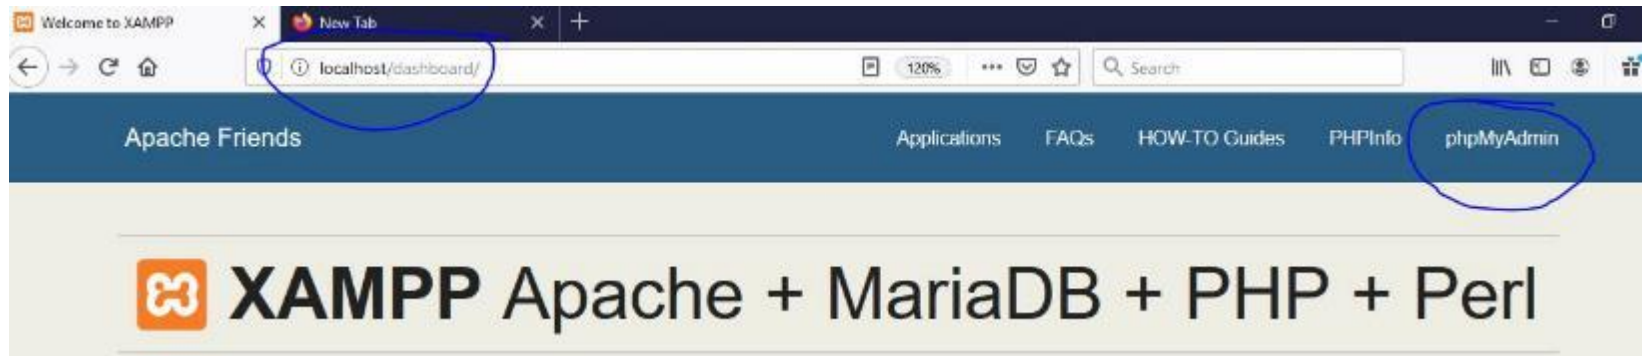 Welcome to XAMPP New Tab
localhost/dashboard/ 120% Search
Apache Friends Applications FAQs HOW-TO Guides PHPInfo phpMyAdmin
XAMPP Apache + MariaDB + PHP + Perl